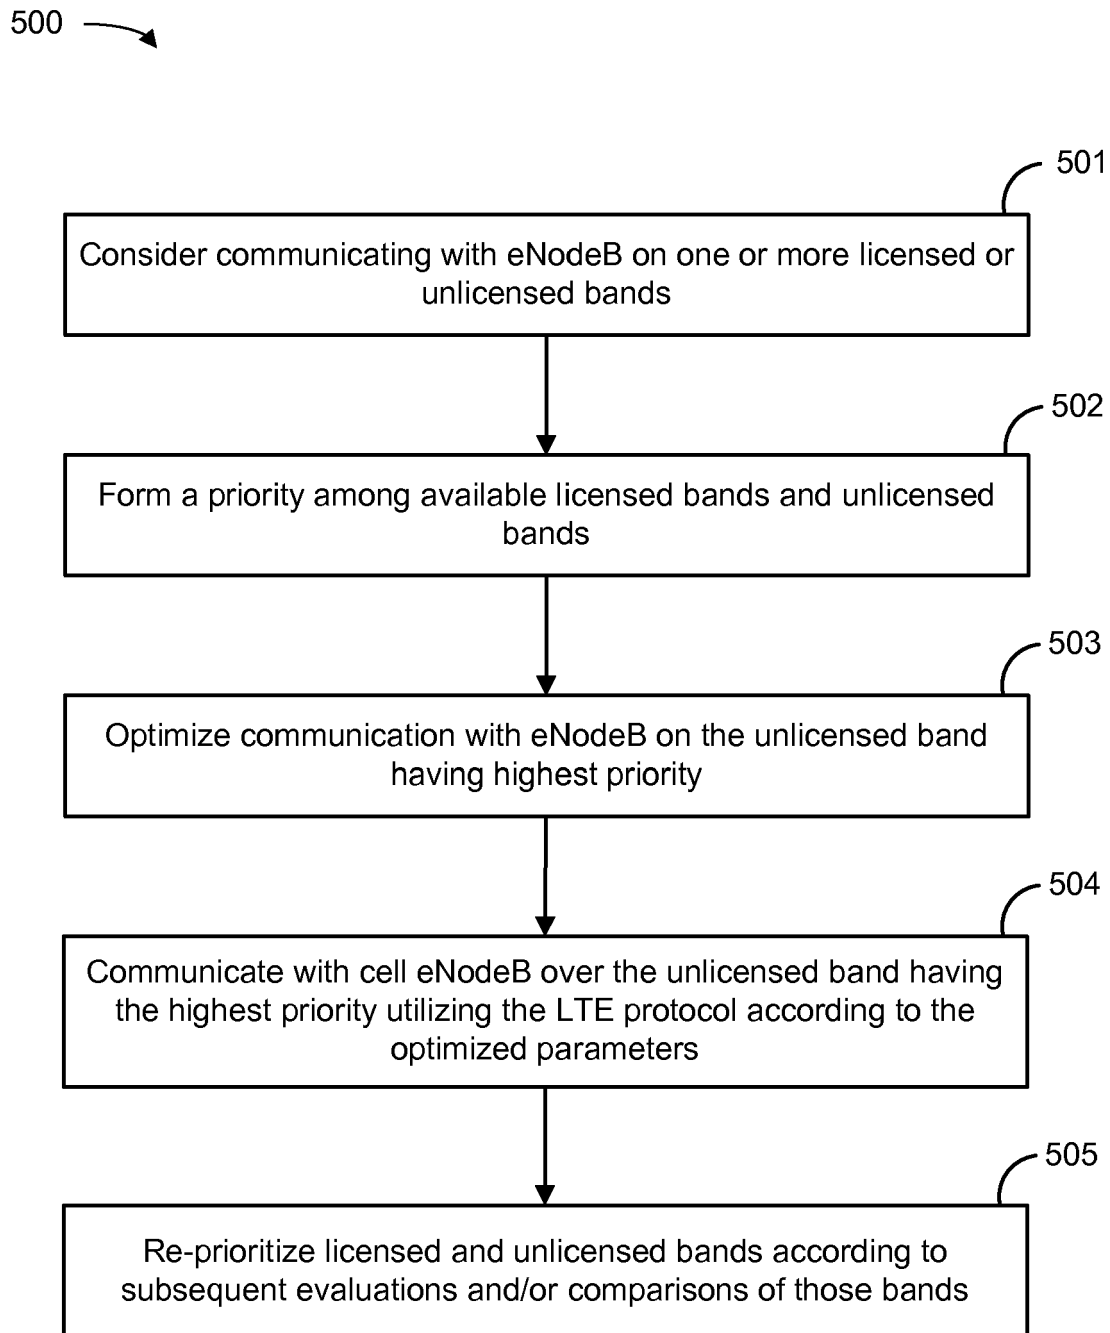 500
501
Consider communicating with eNodeB on one or more licensed or
unlicensed bands
502
Form a priority among available licensed bands and unlicensed
bands
503
Optimize communication with eNodeB on the unlicensed band
having highest priority
504
Communicate with cell eNodeB over the unlicensed band having
the highest priority utilizing the LTE protocol according to the
optimized parameters
505
Re-prioritize licensed and unlicensed bands according to
subsequent evaluations and/or comparisons of those bands